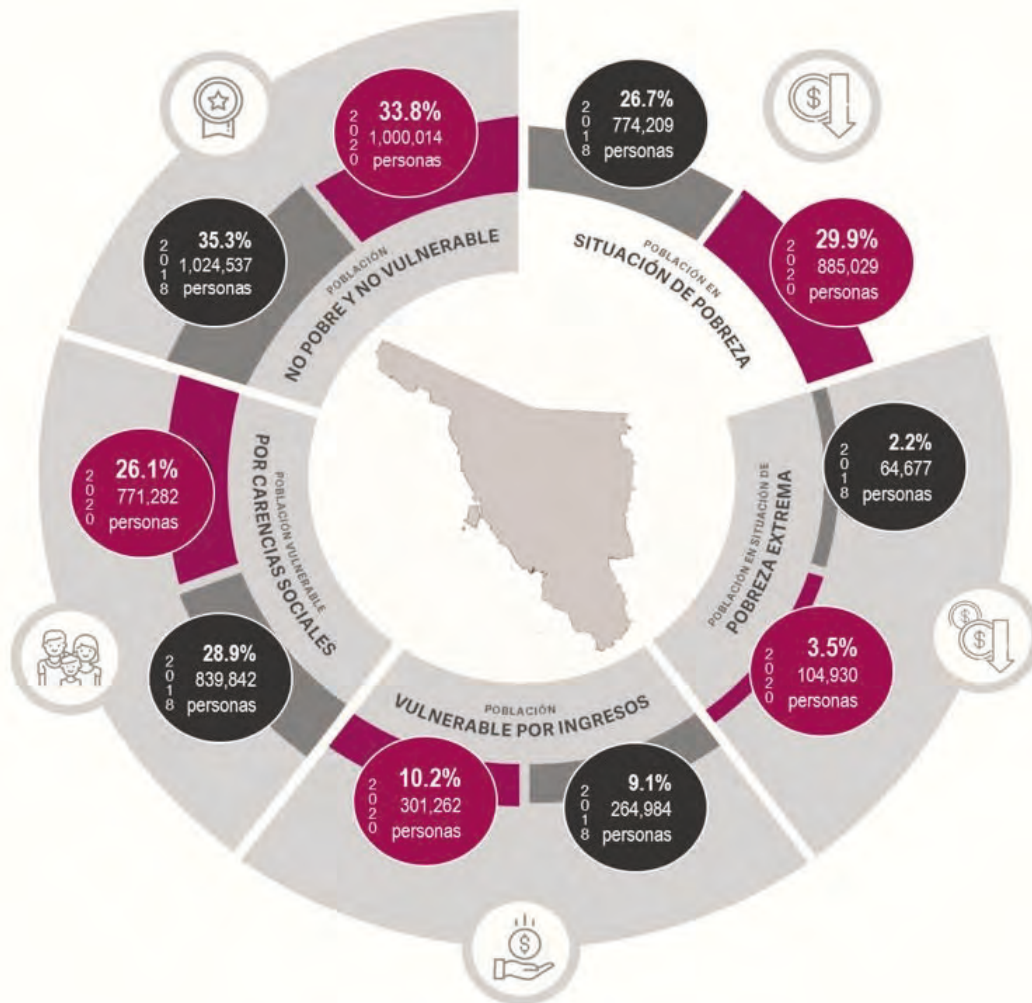 2018
26.7%
774,209
personas
2020
29.9%
885,029
personas
POBLACIÓN EN
SITUACIÓN DE POBREZA
2018
2.2%
64,677
personas
2020
3.5%
104,930
personas
POBLACIÓN EN SITUACIÓN DE
POBREZA EXTREMA
2018
9.1%
264,984
personas
2020
10.2%
301,262
personas
POBLACIÓN
VULNERABLE POR INGRESOS
2018
28.9%
839,842
personas
2020
26.1%
771,282
personas
POBLACIÓN VULNERABLE
POR CARENCIAS SOCIALES
2018
35.3%
1,024,537
personas
2020
33.8%
1,000,014
personas
POBLACIÓN
NO POBRE Y NO VULNERABLE
$
$
$
$